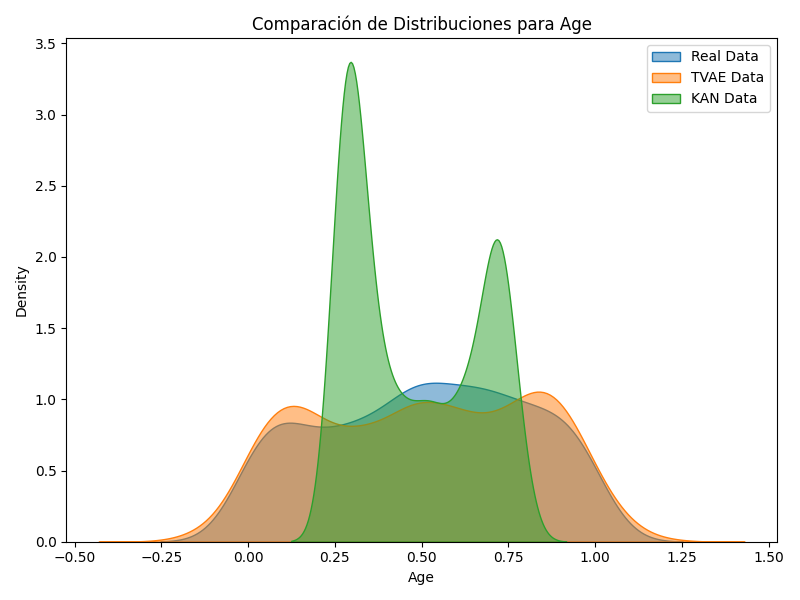 Comparación de Distribuciones para Age
Real Data
TVAE Data
KAN Data
3.5
3.0
2.5
2.0
1.5
1.0
0.5
0.0
Density
−0.50 −0.25 0.00 0.25 0.50 0.75 1.00 1.25 1.50
Age